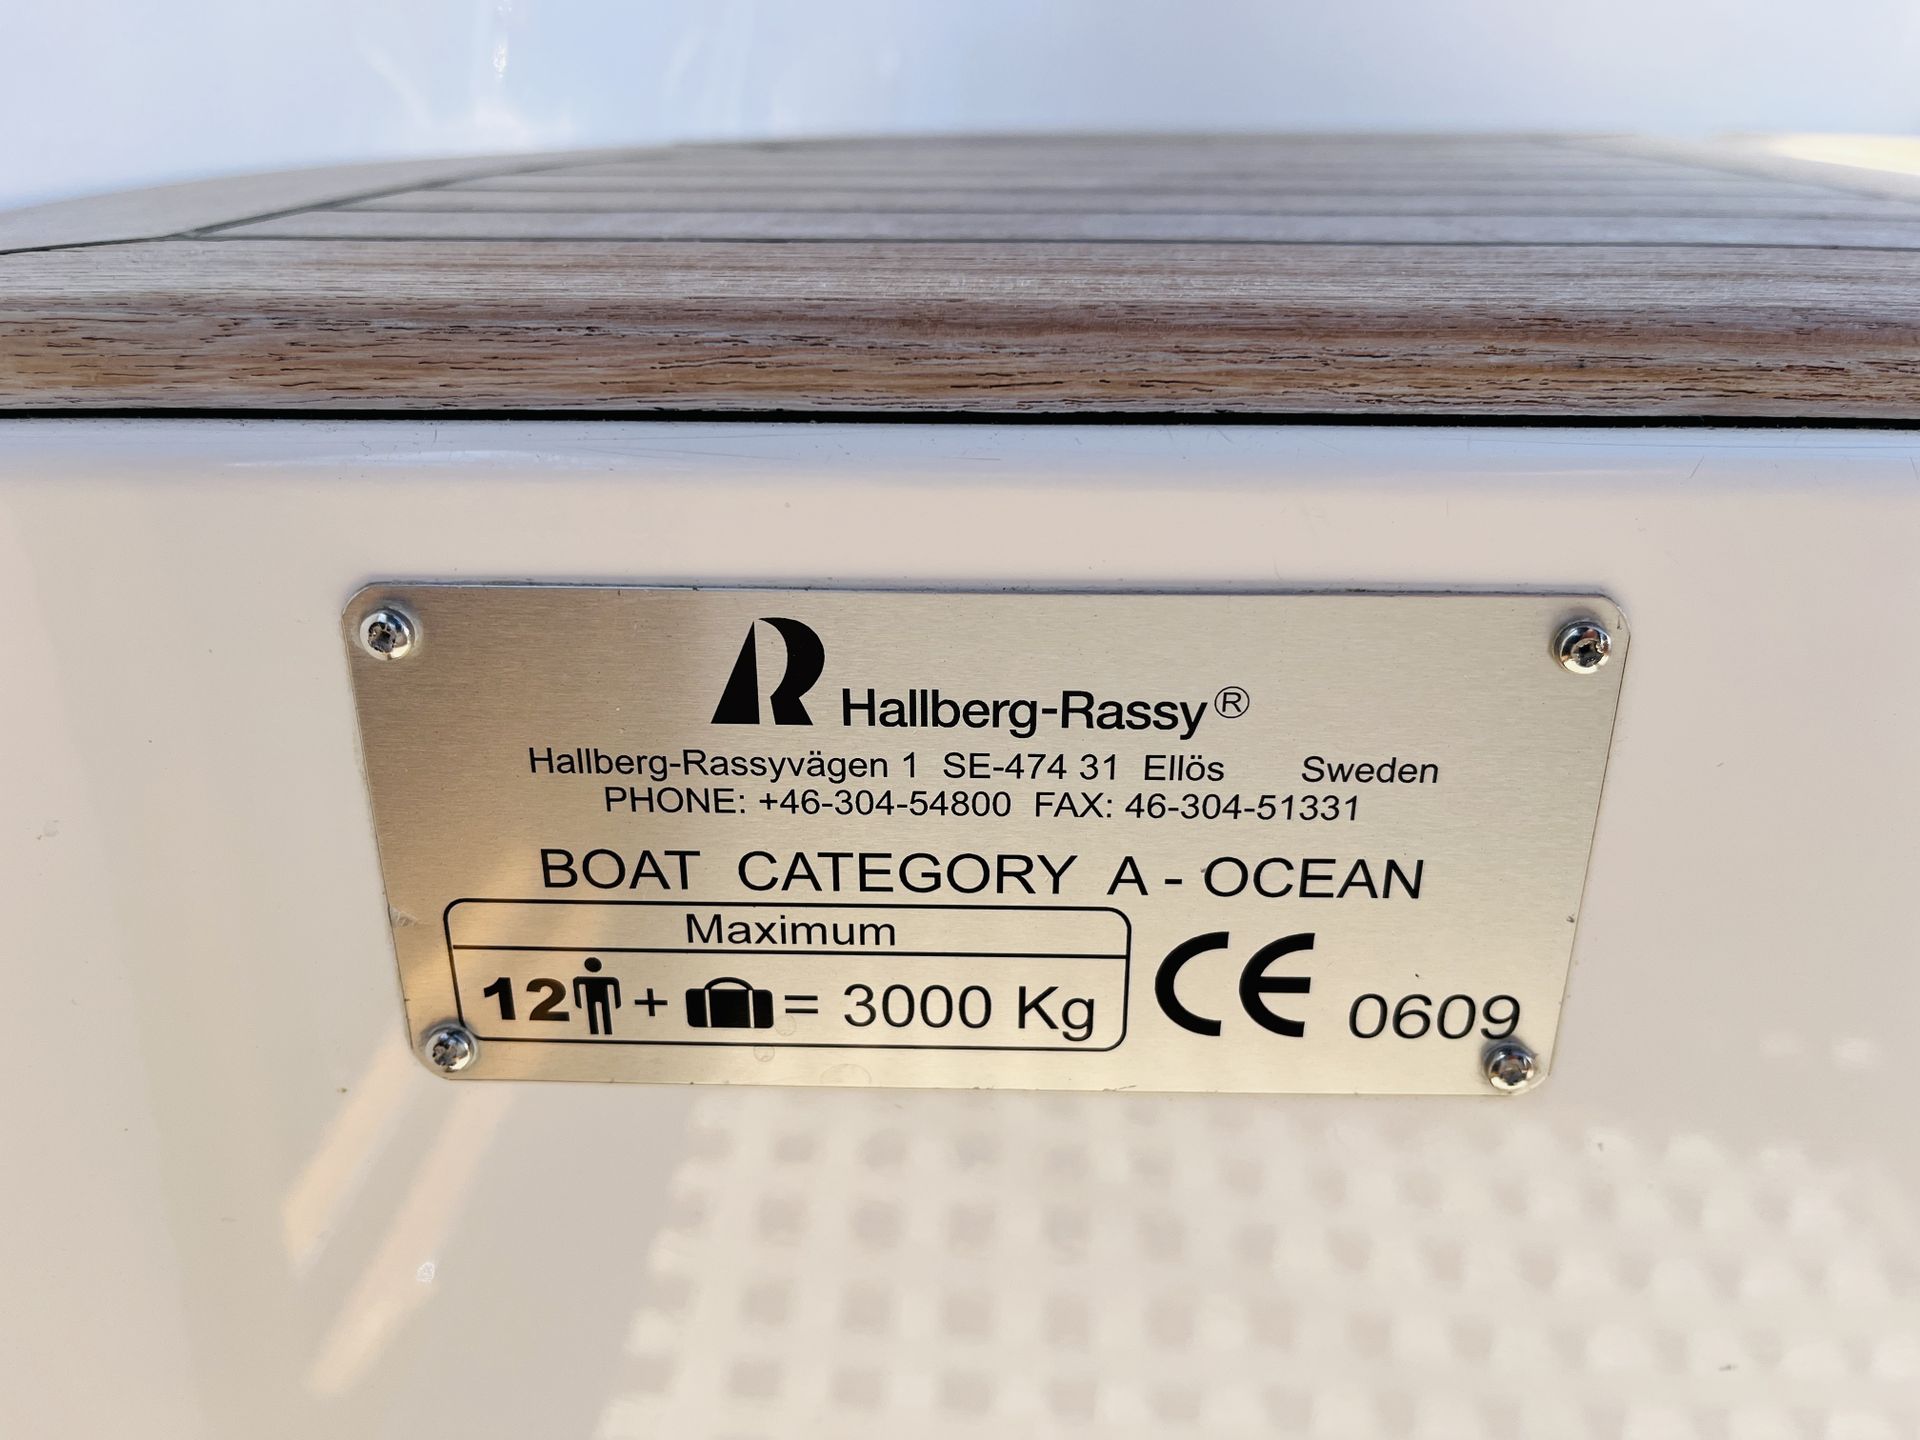 R Hallberg-Rassy®
Hallberg-Rassyvägen 1 SE-474 31 Ellös Sweden
PHONE: +46-304-54800 FAX: 46-304-51331
BOAT CATEGORY A - OCEAN
Maximum
12 + = 3000 Kg
CE 0609